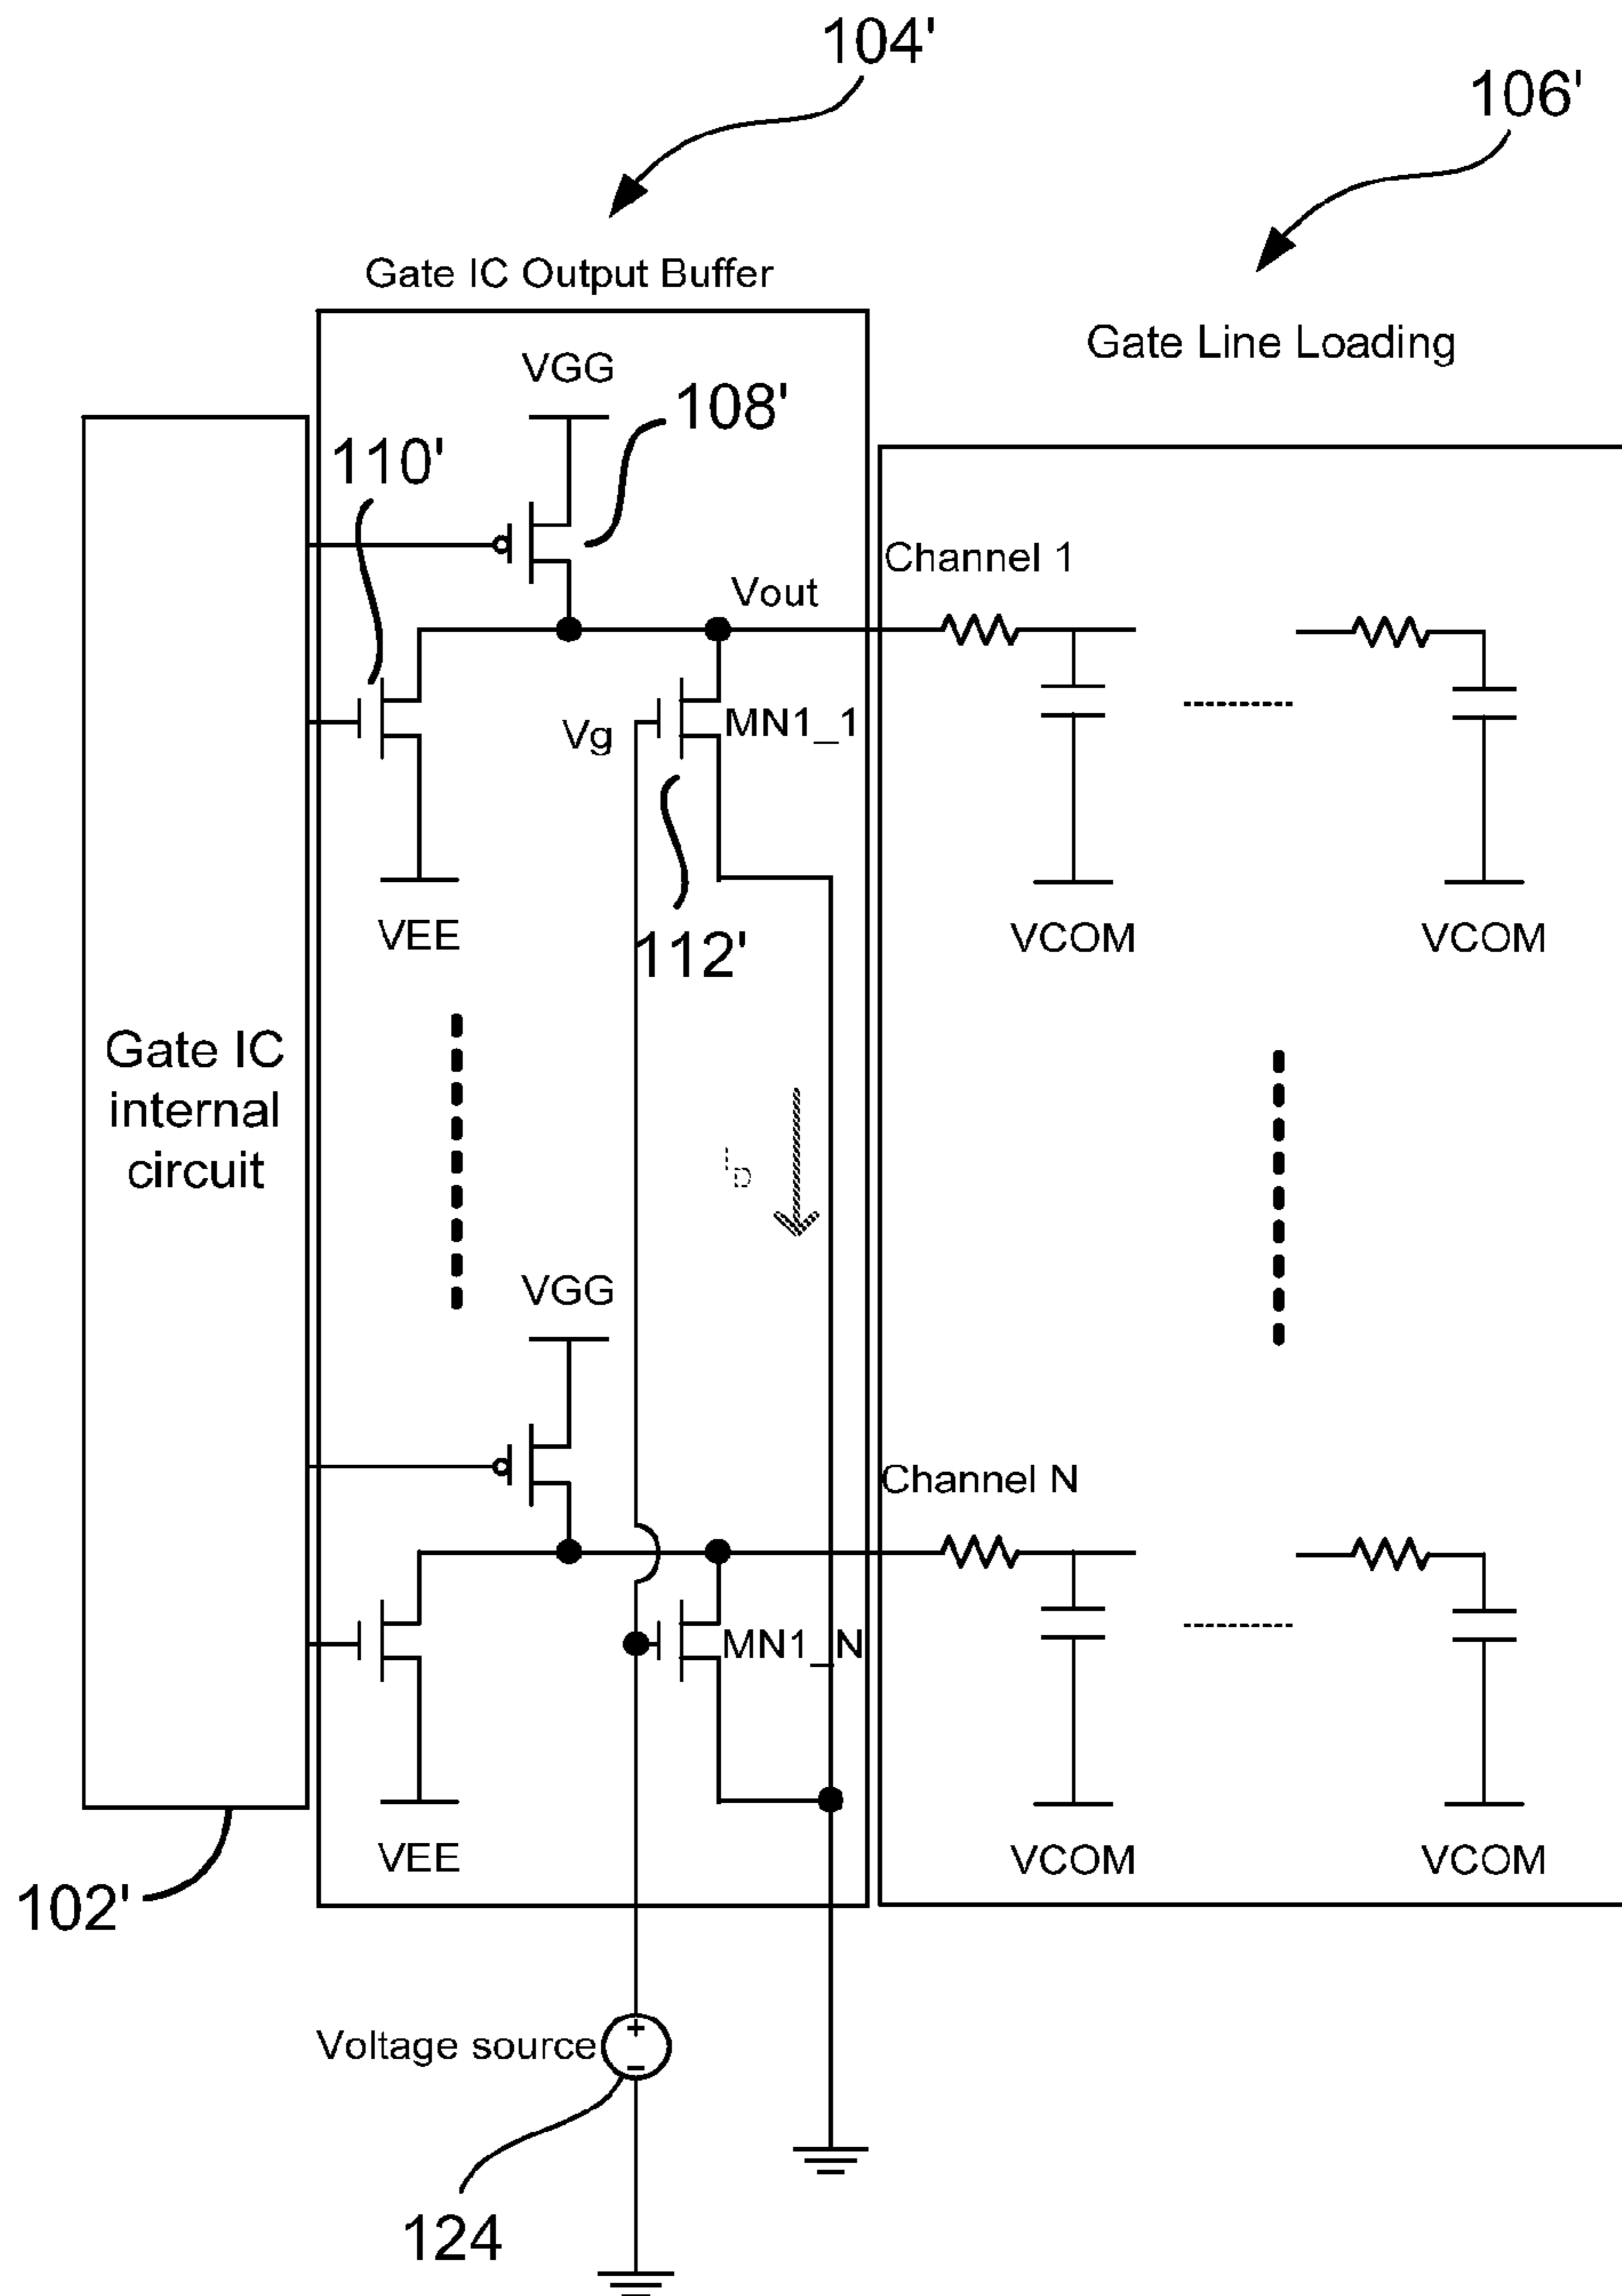 104'
106'
Gate IC Output Buffer
Gate Line Loading
VGG
108'
110'
Channel 1
Vout
Vg
MN1_1
VEE
112'
VCOM
VCOM
Gate IC
internal
circuit
ID
VGG
Channel N
MN1_N
VEE
VCOM
VCOM
102'
Voltage source
+
−
124